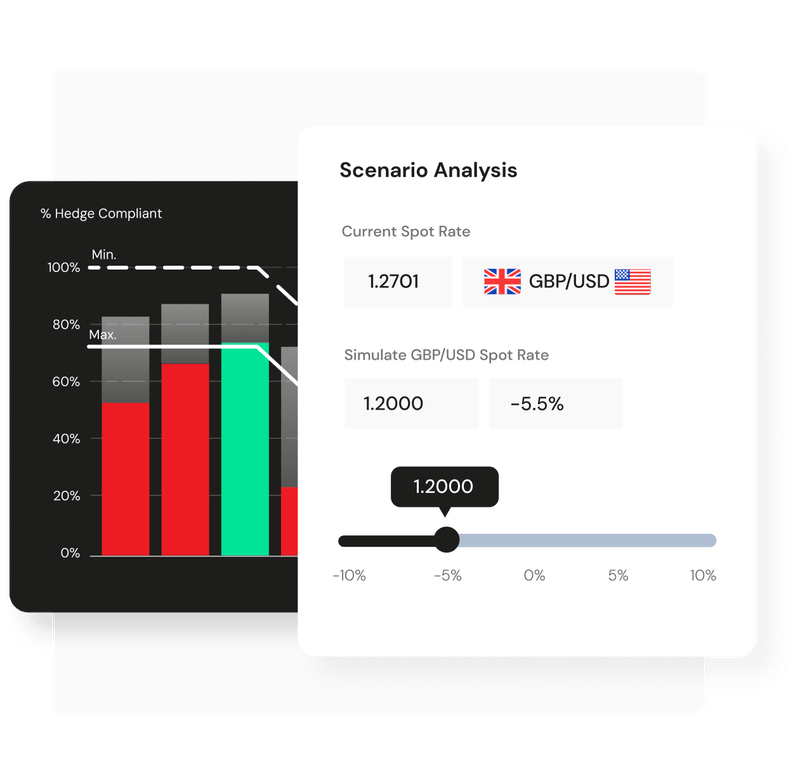 % Hedge Compliant
Min.
100%
80%
Max.
60%
40%
20%
0%
Scenario Analysis
Current Spot Rate
1.2701 GBP/USD
Simulate GBP/USD Spot Rate
1.2000 -5.5%
1.2000
-10% -5% 0% 5% 10%